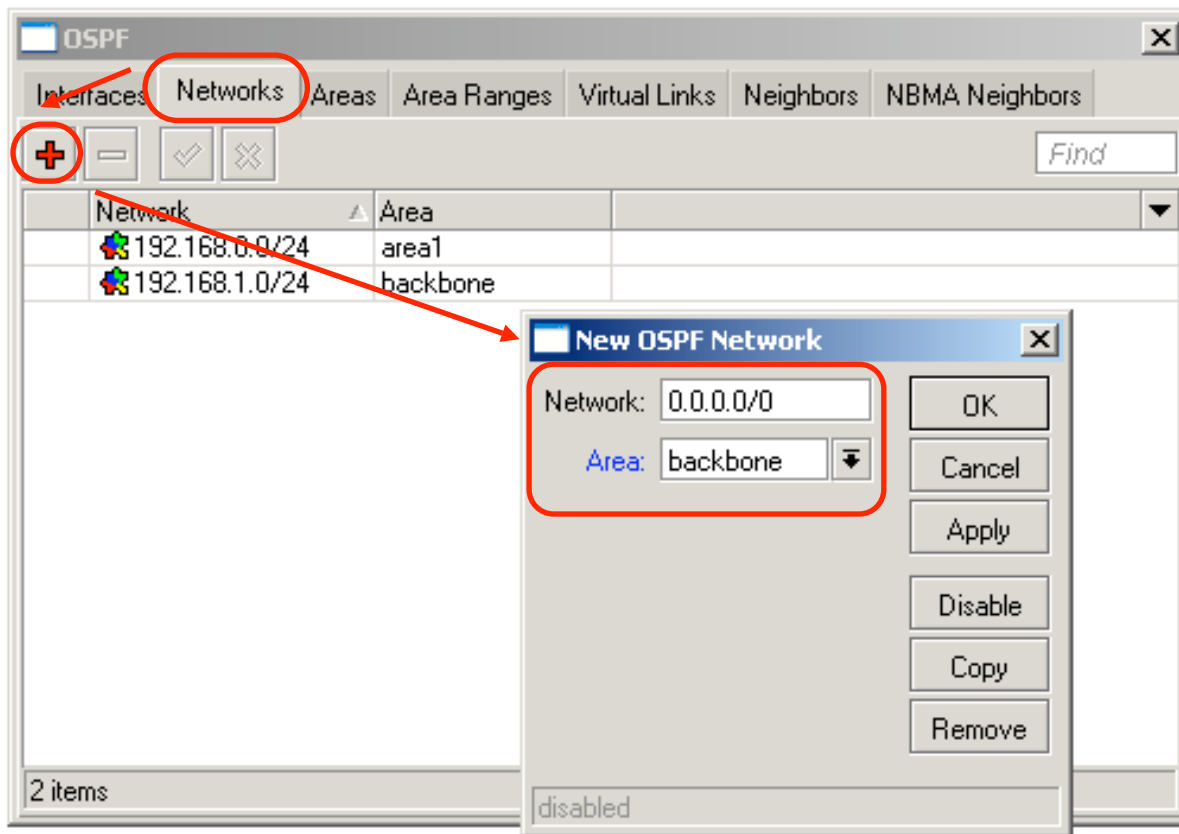 OSPF
Interfaces Networks Areas Area Ranges Virtual Links Neighbors NBMA Neighbors
Find
Network Area
192.168.0.0/24 area1
192.168.1.0/24 backbone
New OSPF Network
Network: 0.0.0.0/0 OK
Area: backbone Cancel
Apply
Disable
Copy
Remove
2 items
disabled